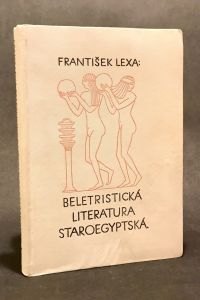 FRANTIŠEK LEXA:
BELETRISTICKÁ
LITERATURA
STAROEGYPTSKÁ